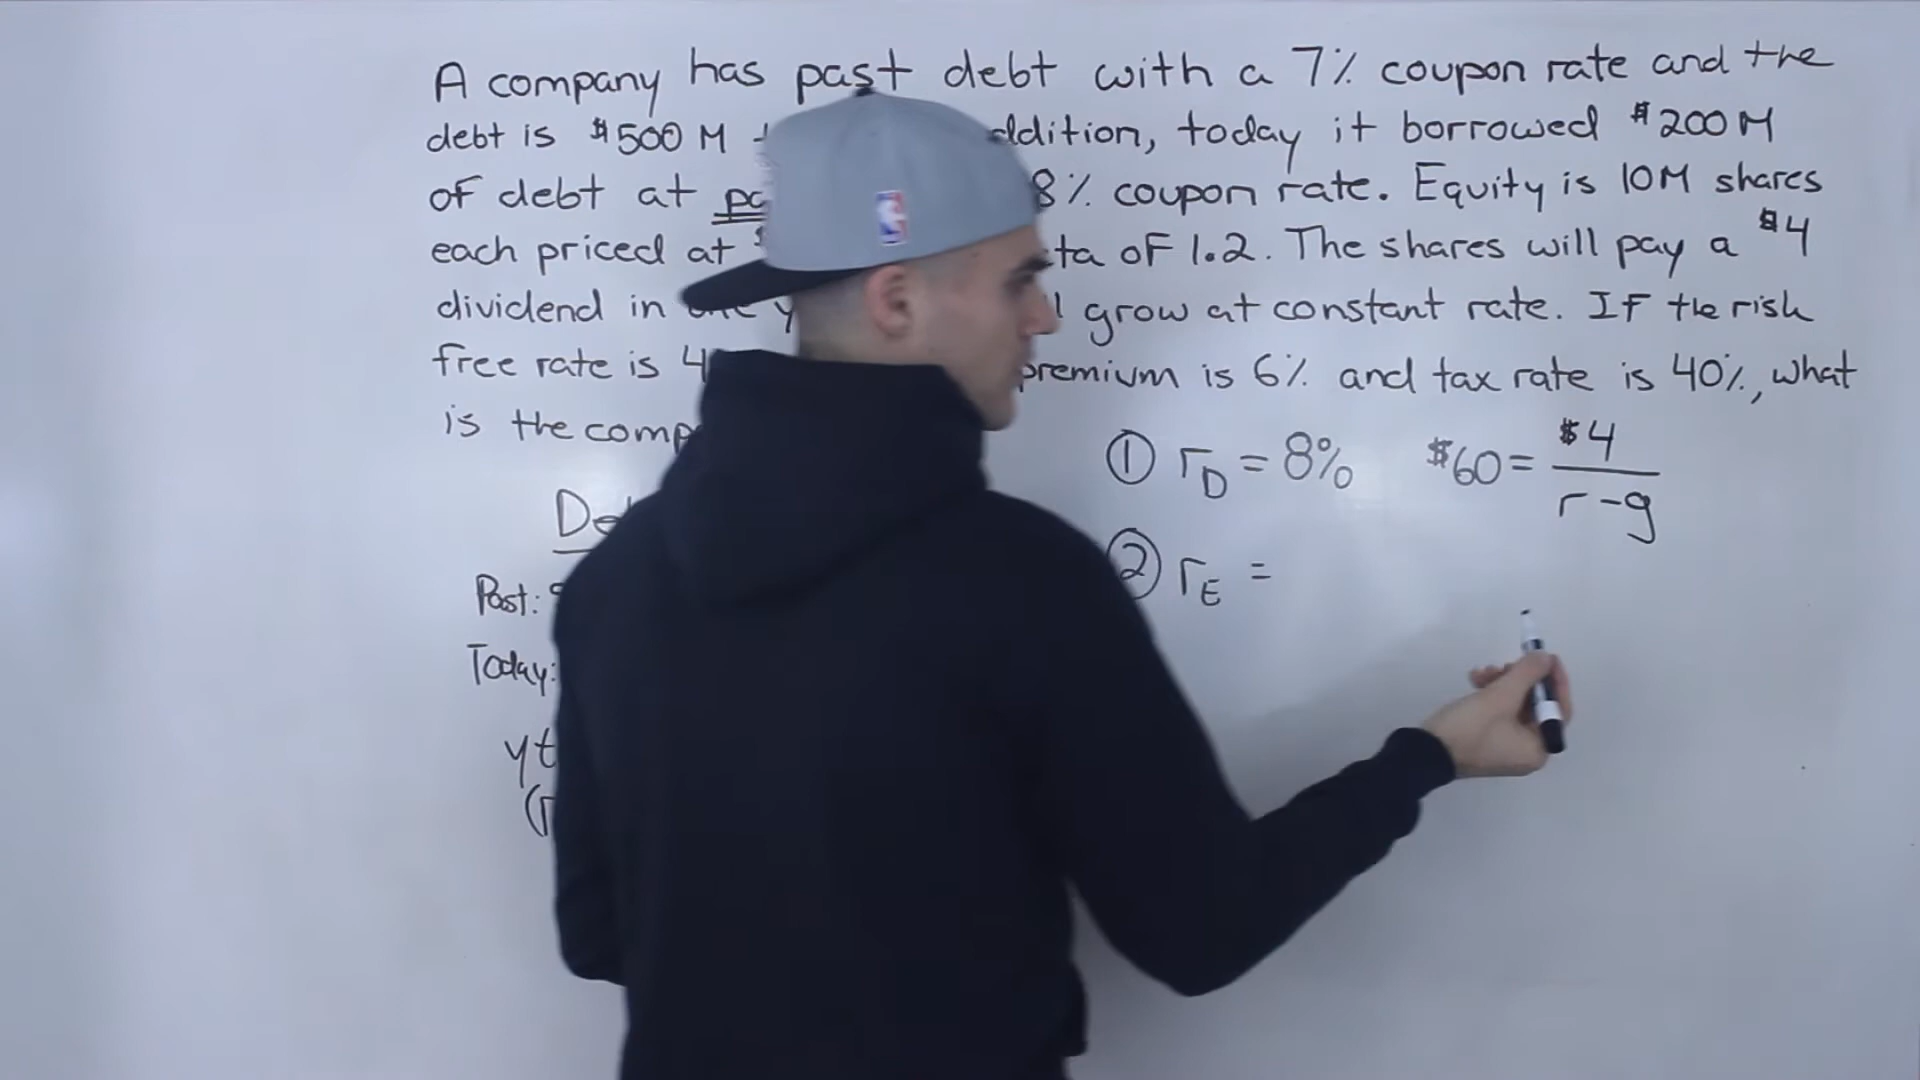 A company has past debt with a 7% coupon rate and the
debt is $500 M ddition, today it borrowed $200 M
of debt at 8% coupon rate. Equity is 10M shares
each priced at ta of 1.2. The shares will pay a $4
dividend in one y grow at constant rate. If the risk
free rate is 4 premium is 6% and tax rate is 40%, what
is the comp
① rD = 8% $60 = $4 / r - g
De
② rE =
Past:
Today:
yt
(r